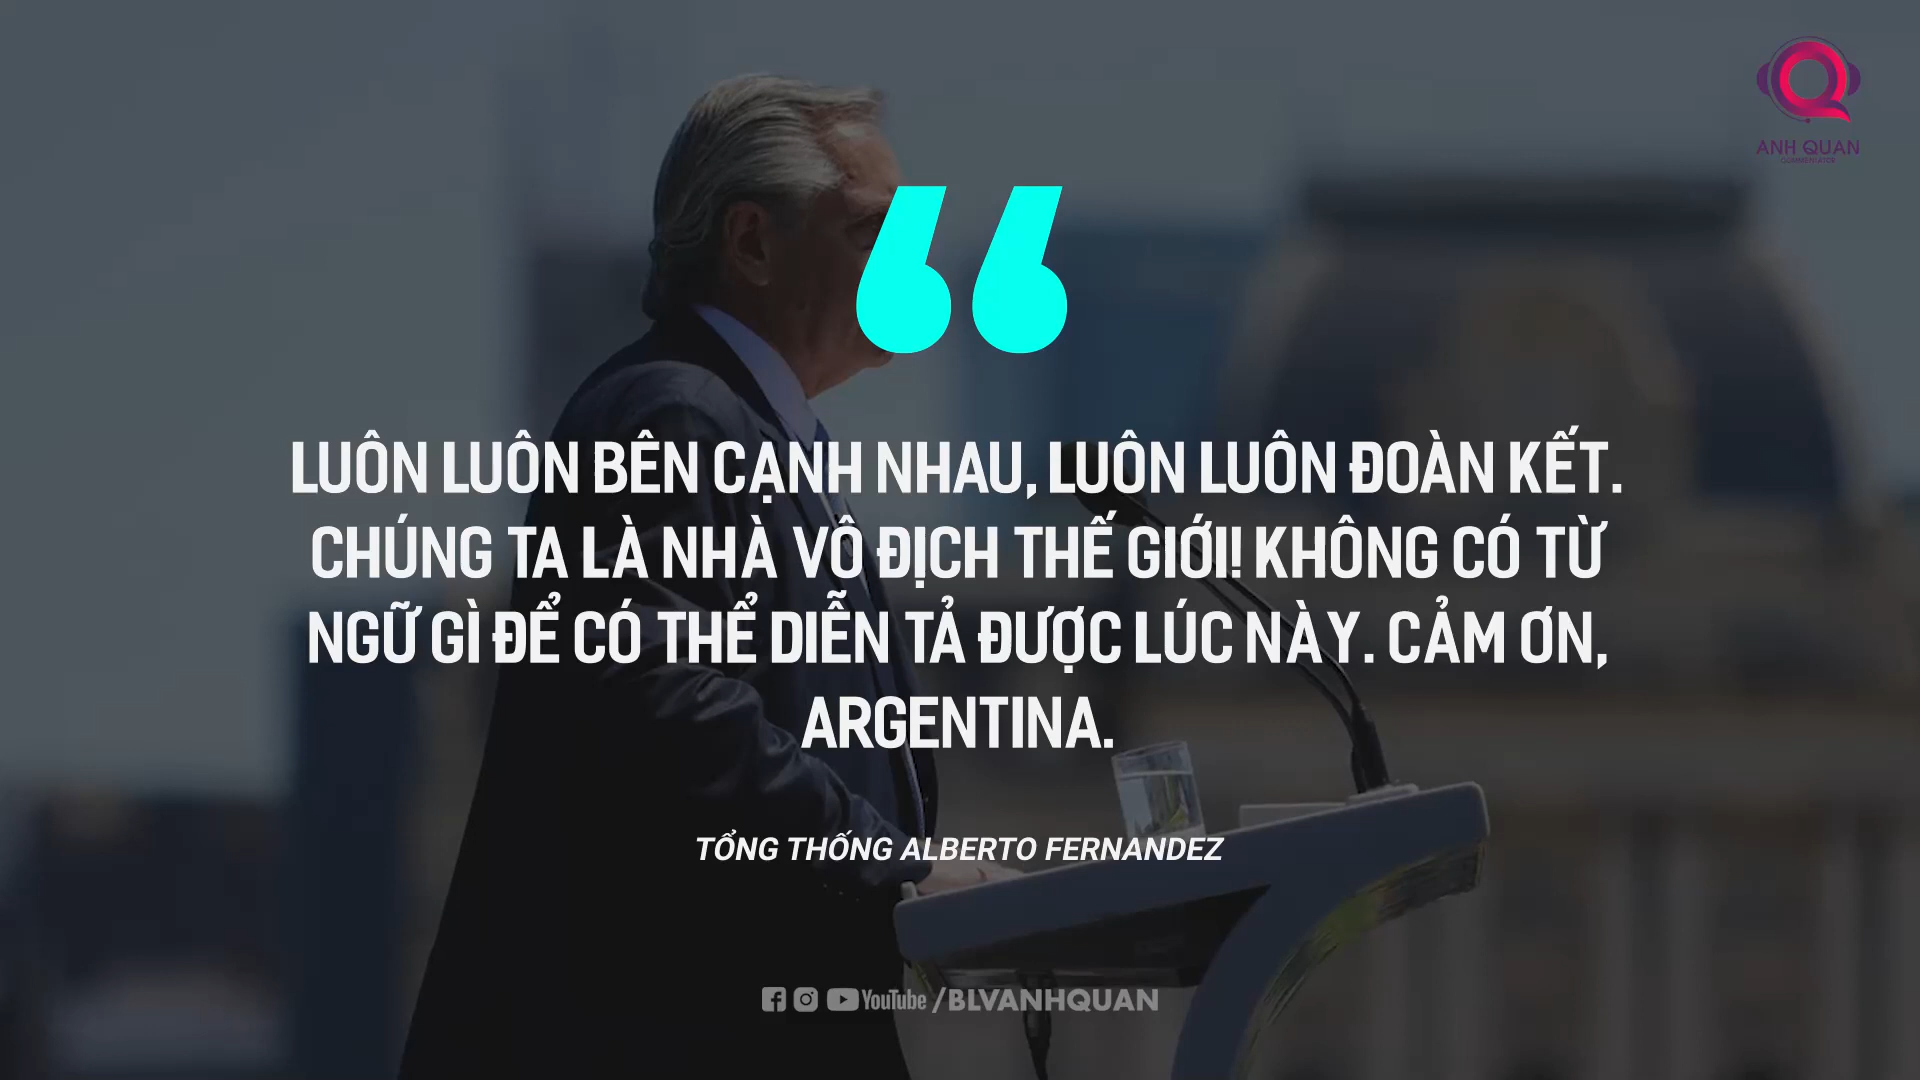 ANH QUAN
COMMENTATOR
LUÔN LUÔN BÊN CẠNH NHAU, LUÔN LUÔN ĐOÀN KẾT.
CHÚNG TA LÀ NHÀ VÔ ĐỊCH THẾ GIỚI! KHÔNG CÓ TỪ
NGỮ GÌ ĐỂ CÓ THỂ DIỄN TẢ ĐƯỢC LÚC NÀY. CẢM ƠN,
ARGENTINA.
TỔNG THỐNG ALBERTO FERNANDEZ
YouTube /BLVANHQUAN